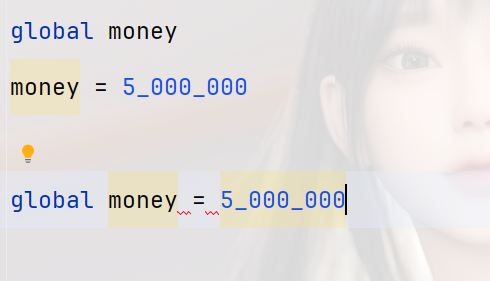 global money
money = 5_000_000
global money = 5_000_000